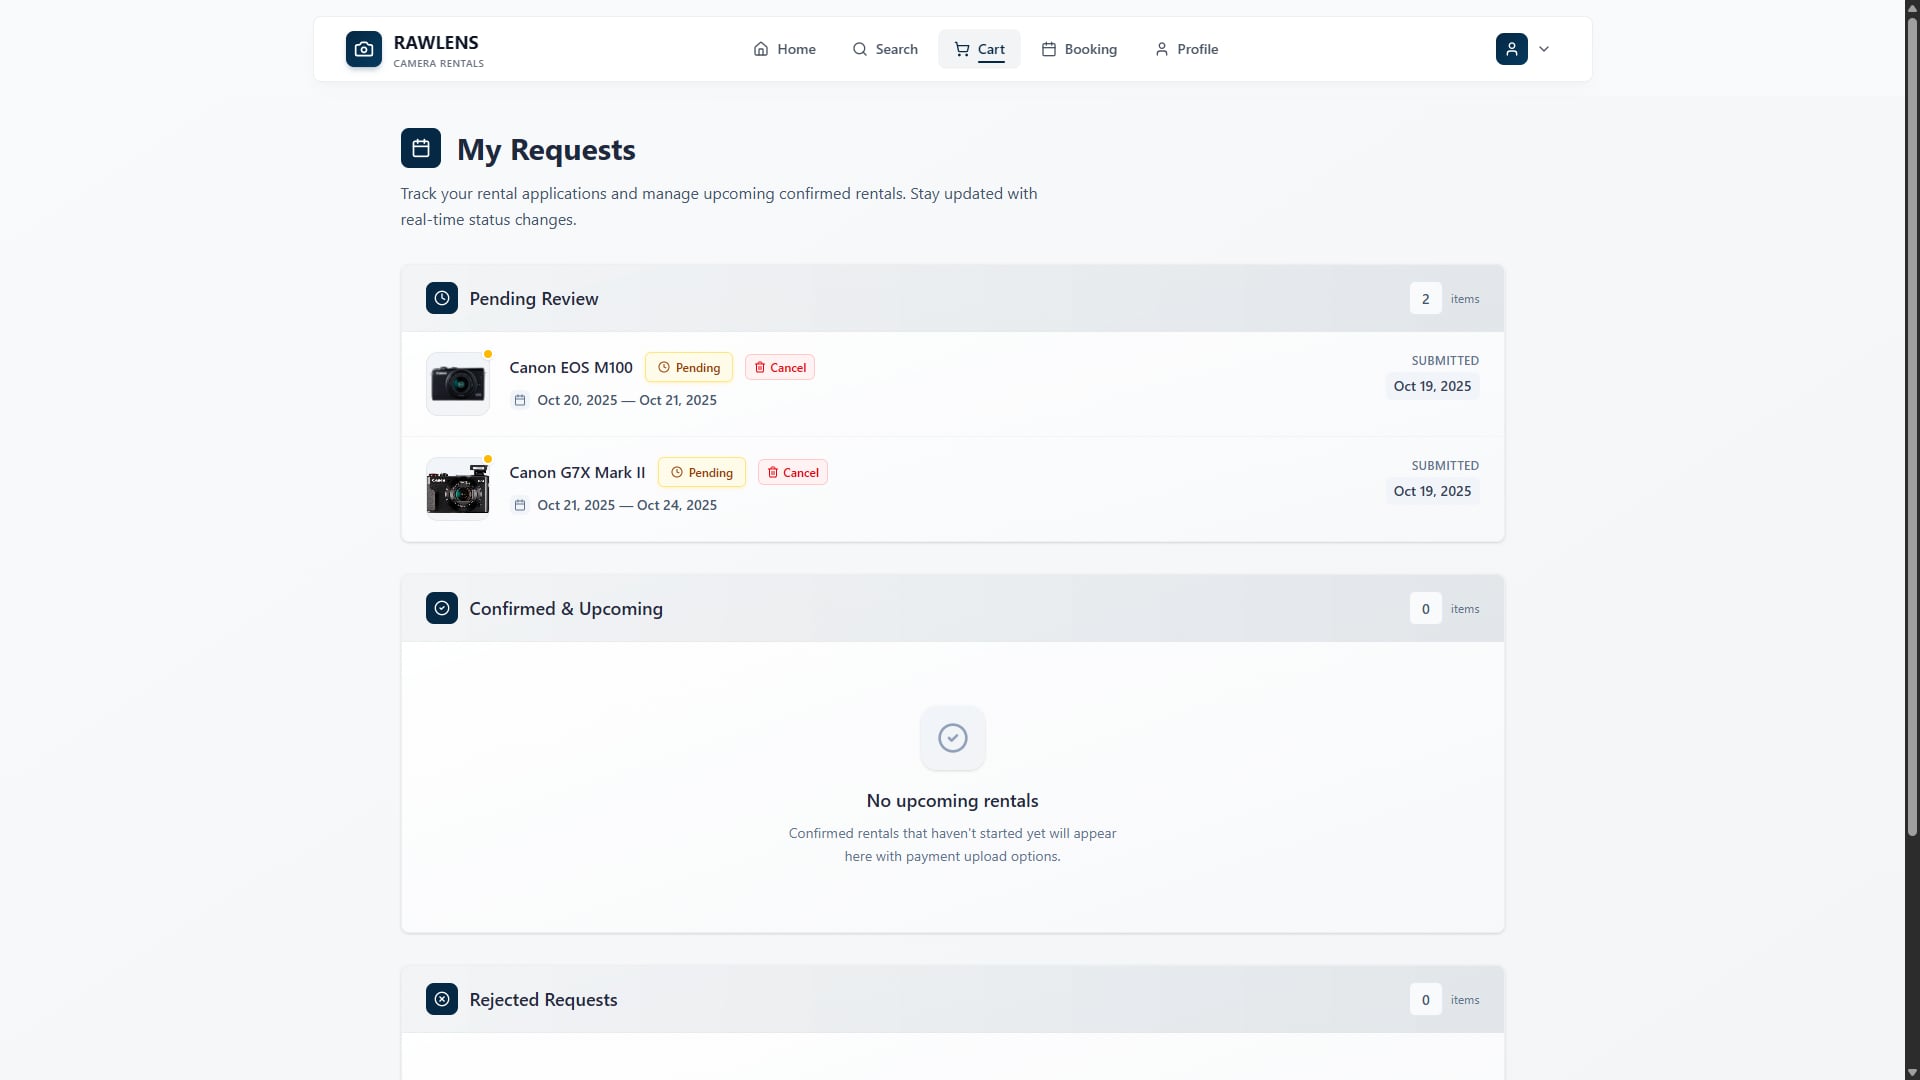 RAWLENS
CAMERA RENTALS
Home
Search
Cart
Booking
Profile
My Requests
Track your rental applications and manage upcoming confirmed rentals. Stay updated with
real-time status changes.
Pending Review
2 items
Canon EOS M100
Pending
Cancel
SUBMITTED
Oct 20, 2025 — Oct 21, 2025
Oct 19, 2025
Canon G7X Mark II
Pending
Cancel
SUBMITTED
Oct 21, 2025 — Oct 24, 2025
Oct 19, 2025
Confirmed & Upcoming
0 items
No upcoming rentals
Confirmed rentals that haven't started yet will appear
here with payment upload options.
Rejected Requests
0 items